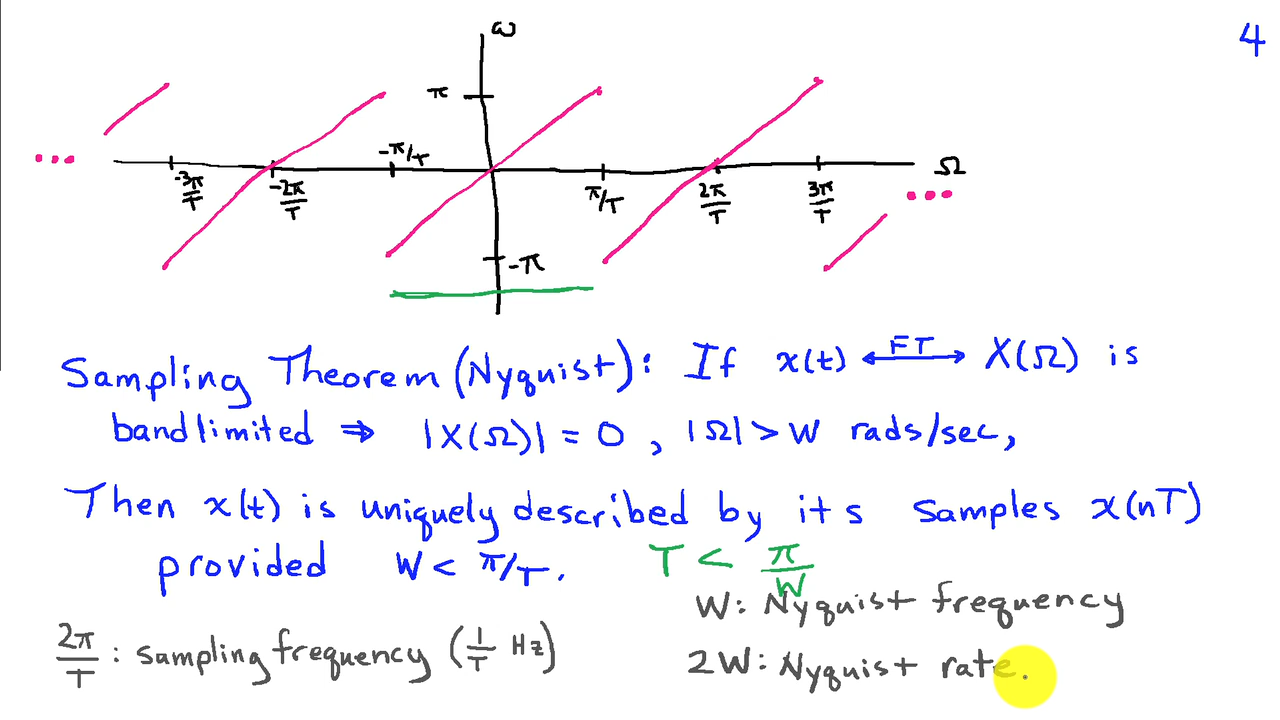 ω
4
π
-π/T
Ω
-3π/T
-2π/T
π/T
2π/T
3π/T
-π
Sampling Theorem (Nyquist): If x(t) ⟷FT X(Ω) is
bandlimited ⇒ |X(Ω)| = 0 , |Ω| > W rads/sec,
Then x(t) is uniquely described by its samples x(nT)
provided W < π/T. T < π/W
W: Nyquist frequency
2π/T : sampling frequency (1/T Hz)
2W: Nyquist rate.